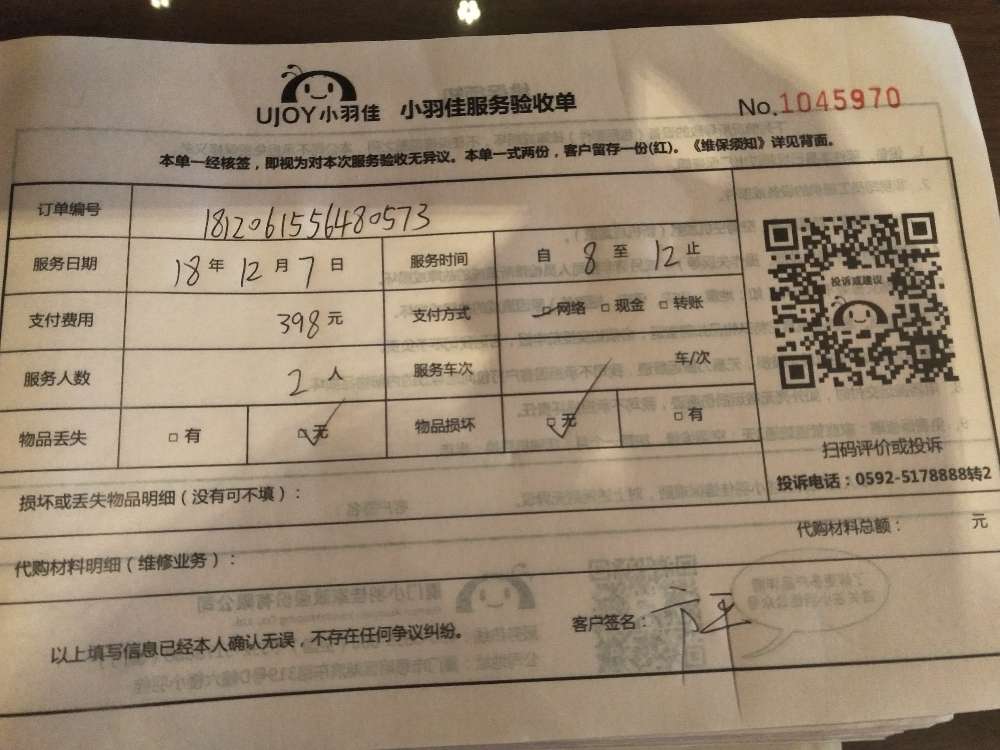 UJOY小羽佳 小羽佳服务验收单 No.1045970
本单一经核签，即视为对本次服务验收无异议。本单一式两份，客户留存一份(红)。《维保须知》详见背面。
订单编号 1812061556480573
服务日期 18 年 12 月 7 日 服务时间 自 8 至 12 止
支付费用 398 元 支付方式 □ 网络 □ 现金 □ 转账
服务人数 2 人 服务车次 车/次
物品丢失 □ 有 □ 无 物品损坏 □ 无 □ 有
投诉或建议
扫码评价或投诉
投诉电话：0592-5178888转2
损坏或丢失物品明细（没有可不填）：
代购材料明细（维修业务）： 代购材料总额： 元
以上填写信息已经本人确认无误，不存在任何争议纠纷。 客户签名：